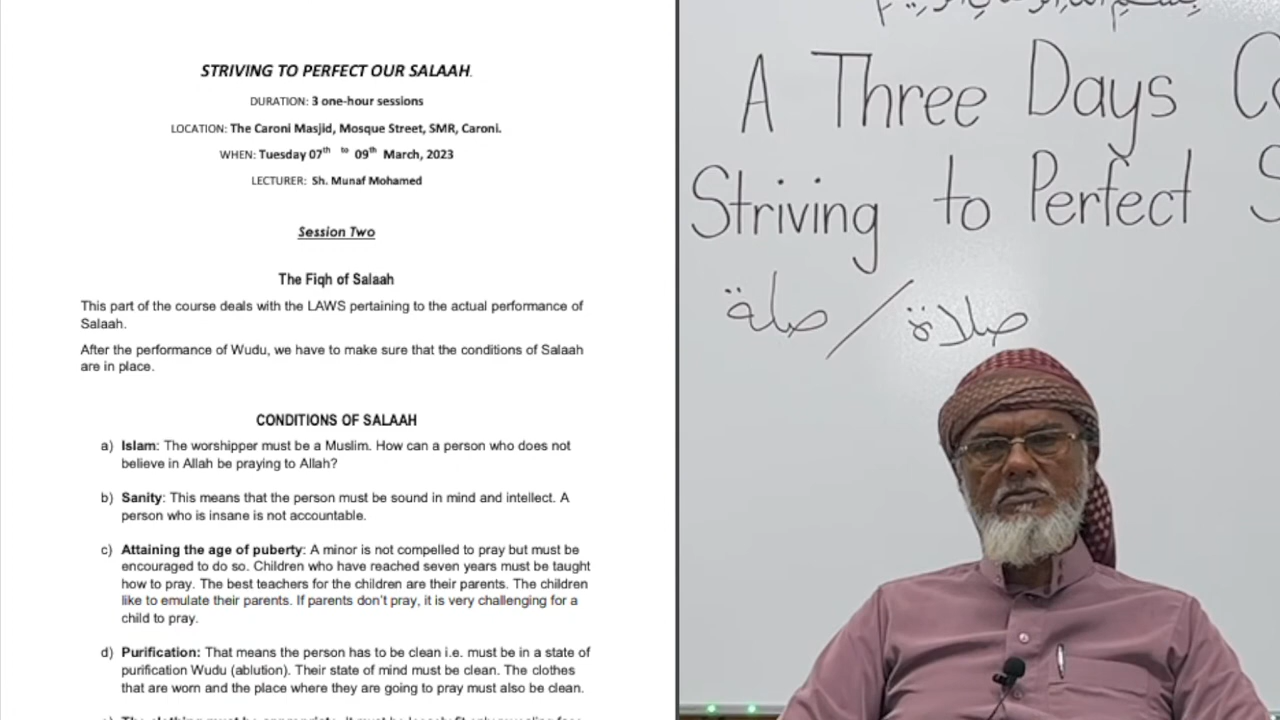 STRIVING TO PERFECT OUR SALAAH.
DURATION: 3 one-hour sessions
LOCATION: The Caroni Masjid, Mosque Street, SMR, Caroni.
WHEN: Tuesday 07th to 09th March, 2023
LECTURER: Sh. Munaf Mohamed
Session Two
The Fiqh of Salaah
This part of the course deals with the LAWS pertaining to the actual performance of
Salaah.
After the performance of Wudu, we have to make sure that the conditions of Salaah
are in place.
CONDITIONS OF SALAAH
a) Islam: The worshipper must be a Muslim. How can a person who does not
believe in Allah be praying to Allah?
b) Sanity: This means that the person must be sound in mind and intellect. A
person who is insane is not accountable.
c) Attaining the age of puberty: A minor is not compelled to pray but must be
encouraged to do so. Children who have reached seven years must be taught
how to pray. The best teachers for the children are their parents. The children
like to emulate their parents. If parents don't pray, it is very challenging for a
child to pray.
d) Purification: That means the person has to be clean i.e. must be in a state of
purification Wudu (ablution). Their state of mind must be clean. The clothes
that are worn and the place where they are going to pray must also be clean.
A Three Days
Striving to Perfect
صلاة / صلة